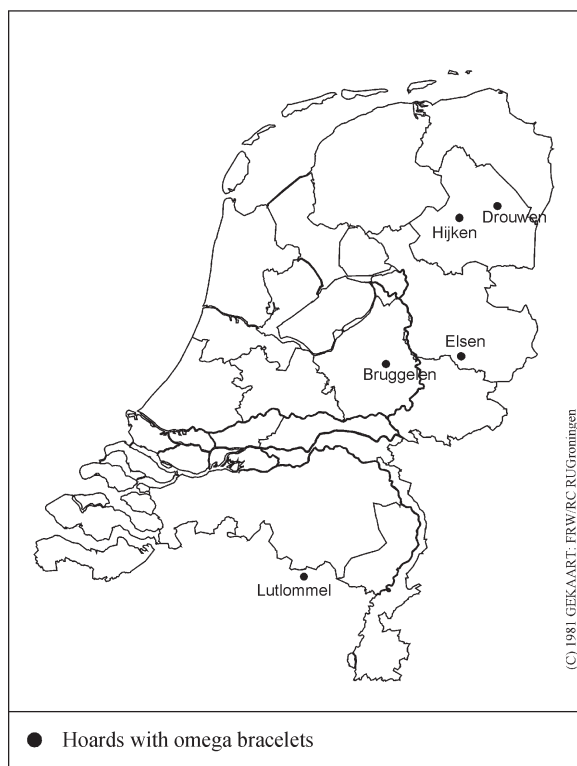 Drouwen
Hijken
Elsen
Bruggelen
Lutlommel
(C) 1981 GEKAART: FRW/RC RUGroningen
Hoards with omega bracelets